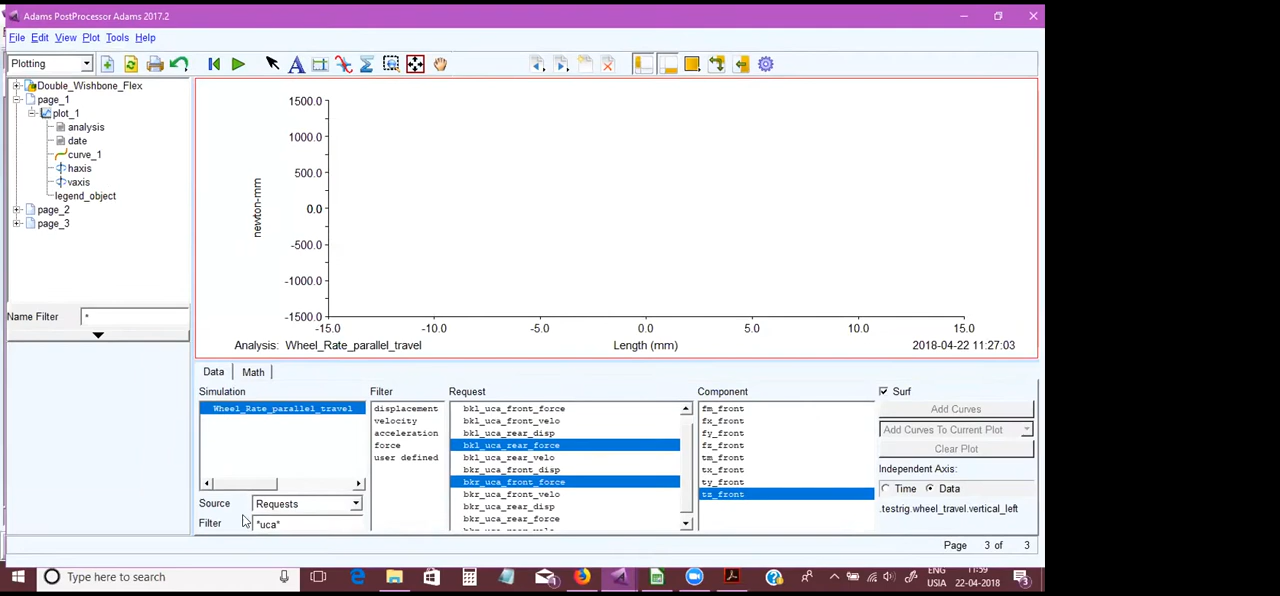 Adams PostProcessor Adams 2017.2
File Edit View Plot Tools Help
Plotting
Double_Wishbone_Flex
page_1
plot_1
analysis
date
curve_1
haxis
vaxis
legend_object
page_2
page_3
Name Filter *
1500.0
1000.0
500.0
0.0
-500.0
-1000.0
-1500.0
newton-mm
-15.0 -10.0 -5.0 0.0 5.0 10.0 15.0
Analysis: Wheel_Rate_parallel_travel Length (mm) 2018-04-22 11:27:03
Data Math
Simulation Filter Request Component Surf
Wheel_Rate_parallel_travel
displacement
velocity
acceleration
force
user defined
bkl_uca_front_force
bkl_uca_front_velo
bkl_uca_rear_disp
bkl_uca_rear_force
bkl_uca_rear_velo
bkr_uca_front_disp
bkr_uca_front_force
bkr_uca_front_velo
bkr_uca_rear_disp
bkr_uca_rear_force
fm_front
fx_front
fy_front
fz_front
tm_front
tx_front
ty_front
tz_front
Add Curves
Add Curves To Current Plot
Clear Plot
Independent Axis:
Time Data
.testrig.wheel_travel.vertical_left
Source Requests
Filter *uca*
Page 3 of 3
Type here to search
ENG
USIA
11:59
22-04-2018